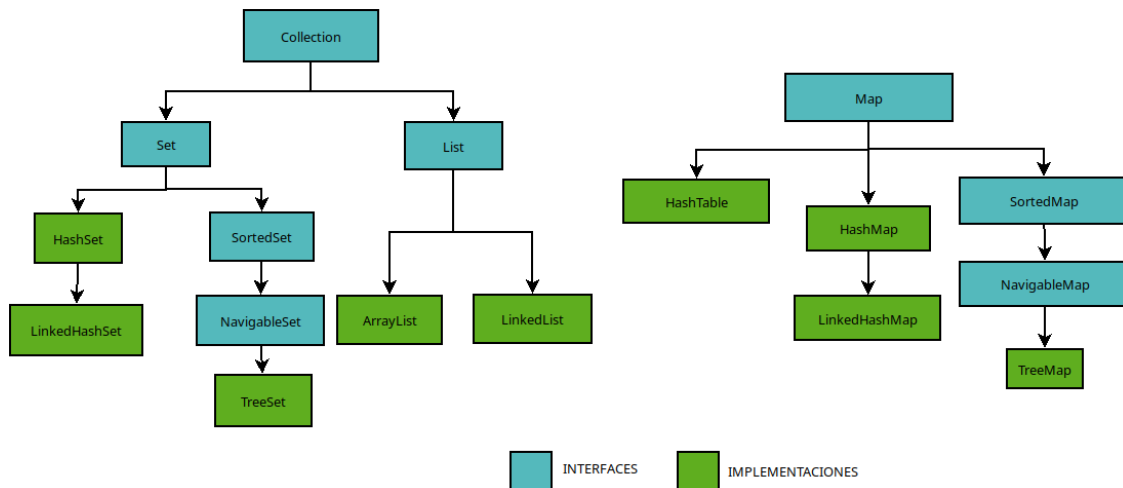 Collection
Map
Set
List
HashTable
SortedMap
HashSet
SortedSet
HashMap
NavigableMap
LinkedHashSet
NavigableSet
ArrayList
LinkedList
LinkedHashMap
TreeMap
TreeSet
INTERFACES
IMPLEMENTACIONES